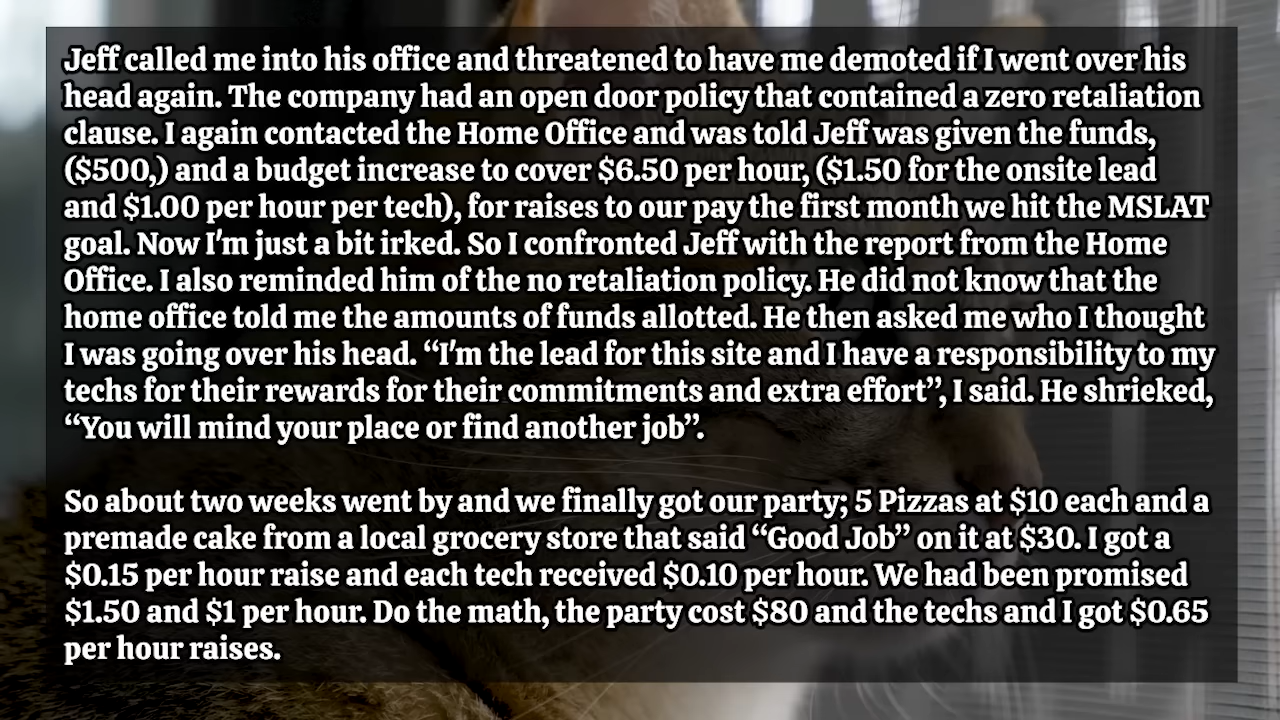 Jeff called me into his office and threatened to have me demoted if I went over his
head again. The company had an open door policy that contained a zero retaliation
clause. I again contacted the Home Office and was told Jeff was given the funds,
($500,) and a budget increase to cover $6.50 per hour, ($1.50 for the onsite lead
and $1.00 per hour per tech), for raises to our pay the first month we hit the MSLAT
goal. Now I'm just a bit irked. So I confronted Jeff with the report from the Home
Office. I also reminded him of the no retaliation policy. He did not know that the
home office told me the amounts of funds allotted. He then asked me who I thought
I was going over his head. “I'm the lead for this site and I have a responsibility to my
techs for their rewards for their commitments and extra effort”, I said. He shrieked,
“You will mind your place or find another job”.

So about two weeks went by and we finally got our party; 5 Pizzas at $10 each and a
premade cake from a local grocery store that said “Good Job” on it at $30. I got a
$0.15 per hour raise and each tech received $0.10 per hour. We had been promised
$1.50 and $1 per hour. Do the math, the party cost $80 and the techs and I got $0.65
per hour raises.